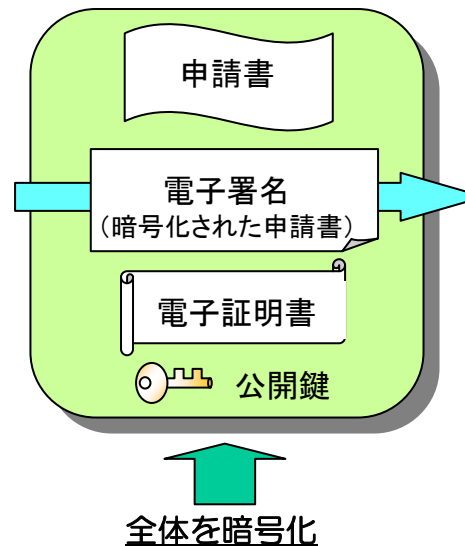 申請書
電子署名
（暗号化された申請書）
電子証明書
公開鍵
全体を暗号化